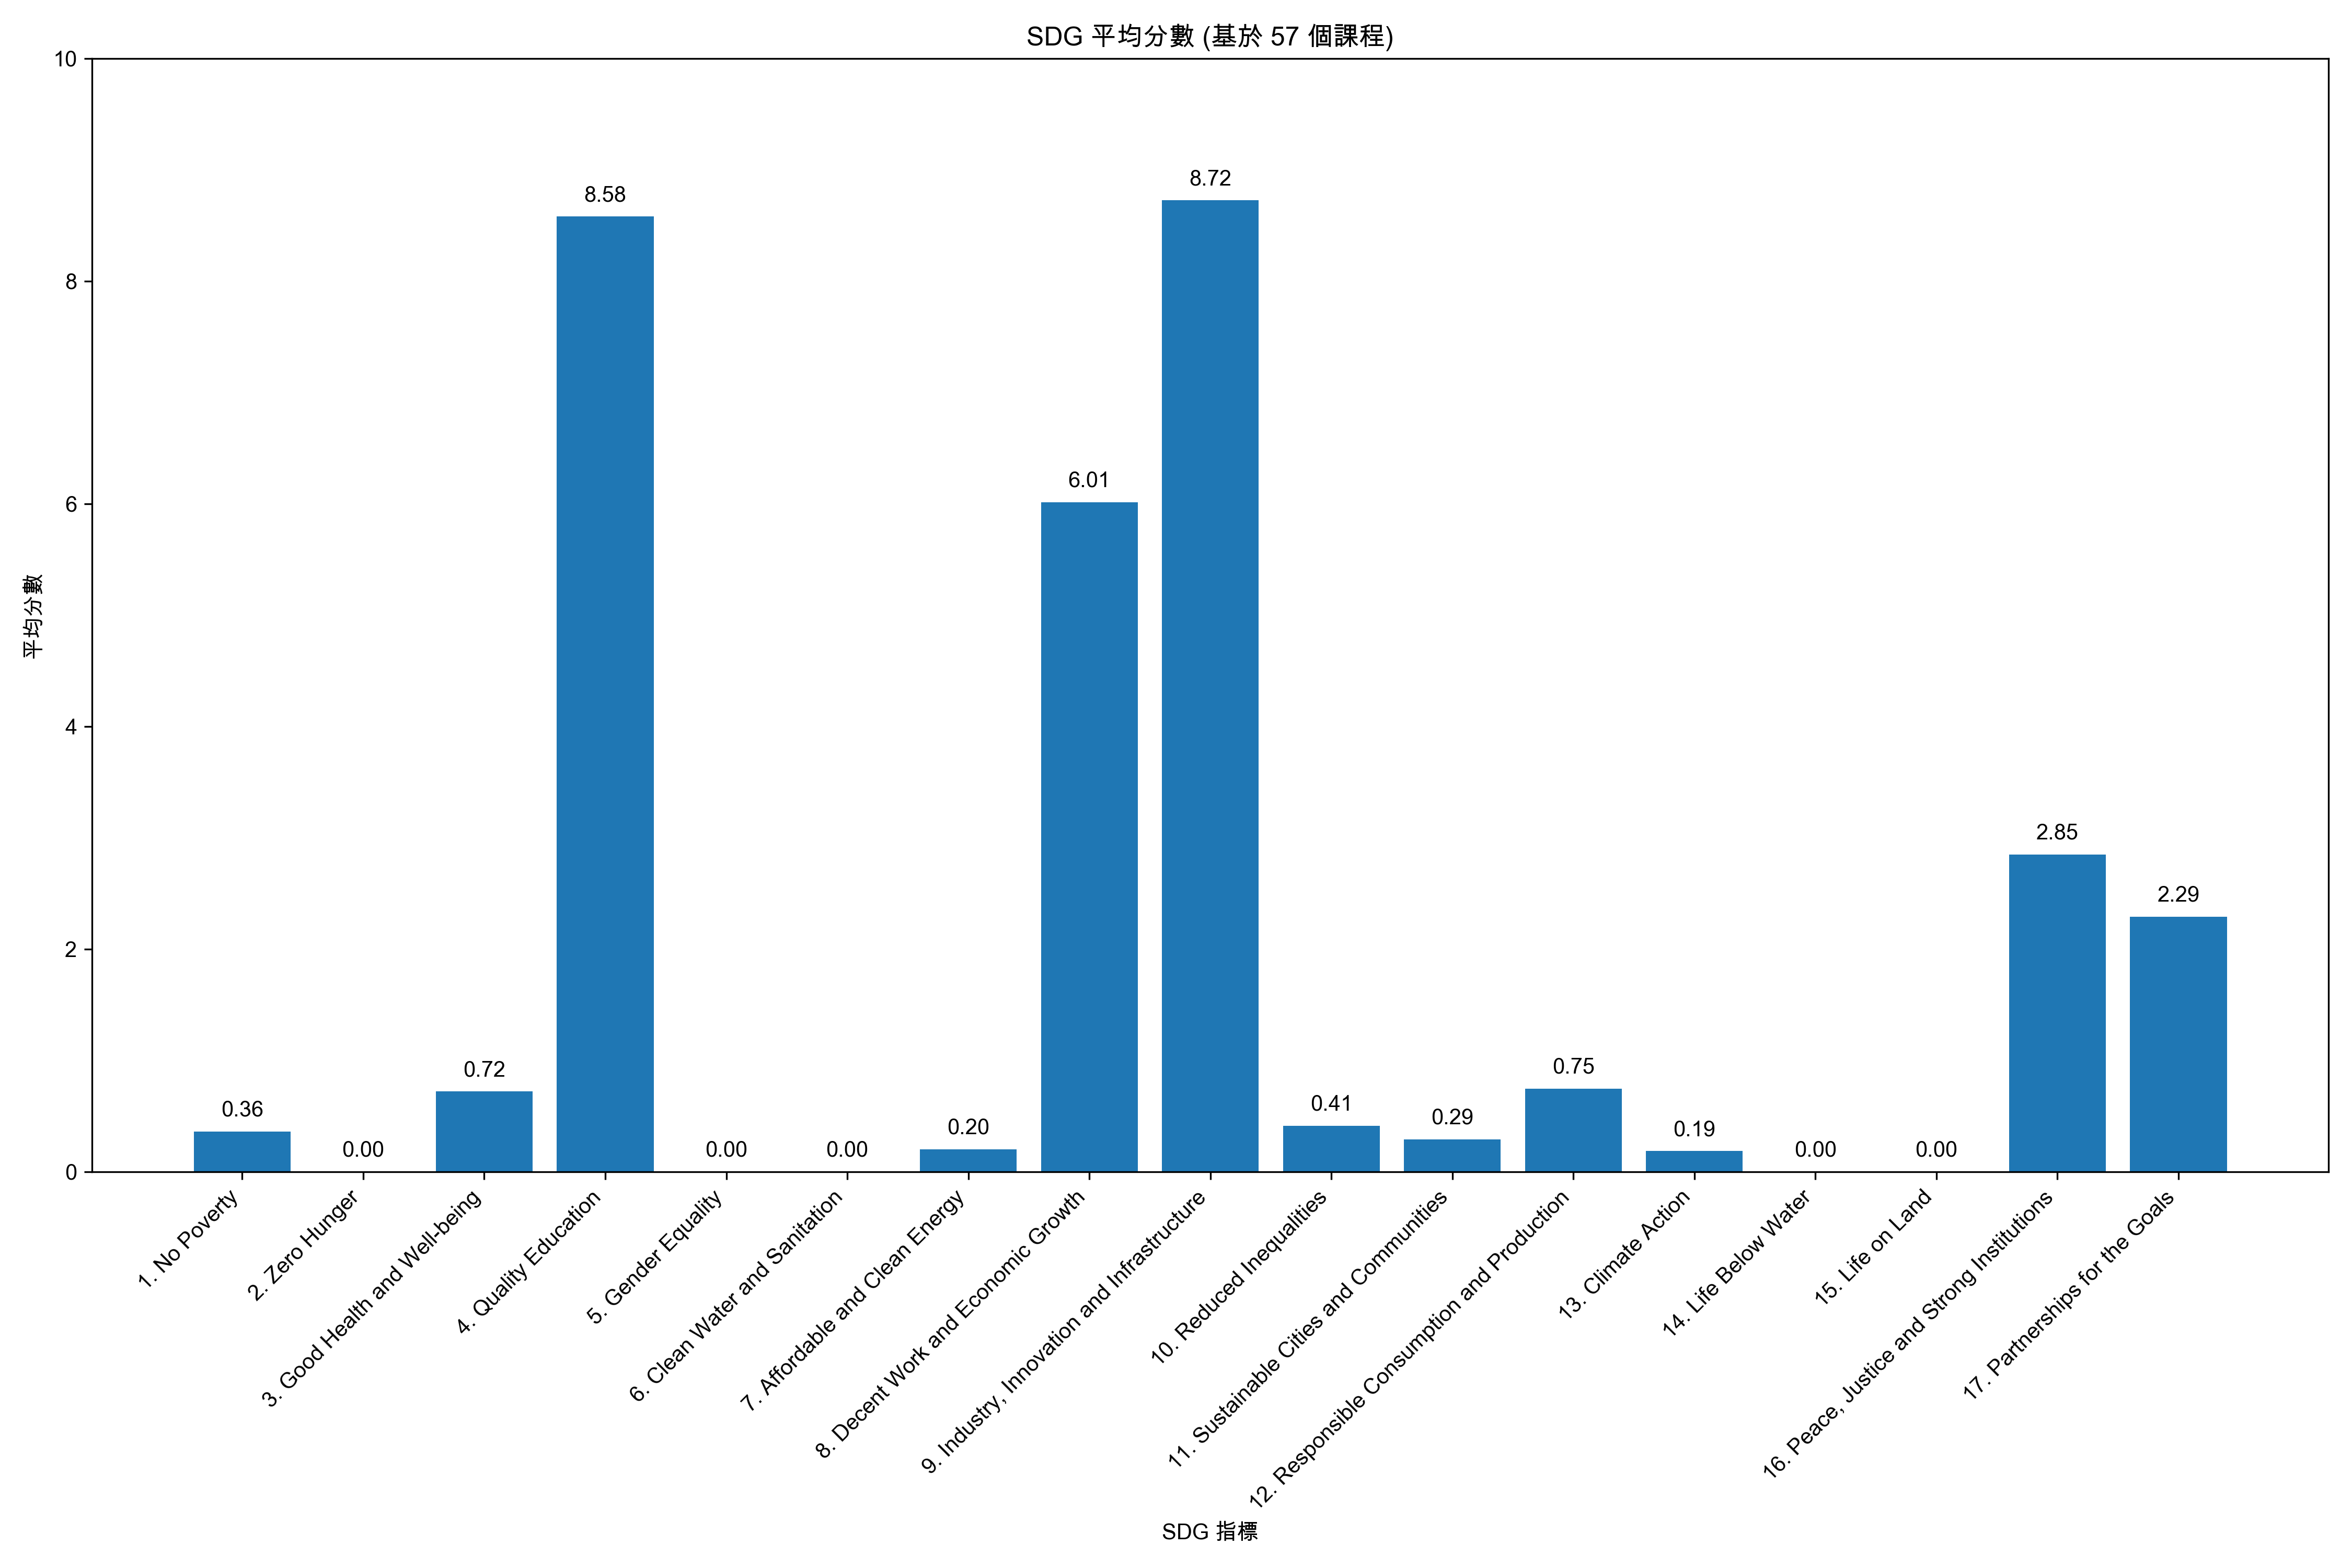 SDG 平均分數 (基於 57 個課程)
平均分數
10
8
6
4
2
0
0.36
0.00
0.72
8.58
0.00
0.00
0.20
6.01
8.72
0.41
0.29
0.75
0.19
0.00
0.00
2.85
2.29
1. No Poverty
2. Zero Hunger
3. Good Health and Well-being
4. Quality Education
5. Gender Equality
6. Clean Water and Sanitation
7. Affordable and Clean Energy
8. Decent Work and Economic Growth
9. Industry, Innovation and Infrastructure
10. Reduced Inequalities
11. Sustainable Cities and Communities
12. Responsible Consumption and Production
13. Climate Action
14. Life Below Water
15. Life on Land
16. Peace, Justice and Strong Institutions
17. Partnerships for the Goals
SDG 指標